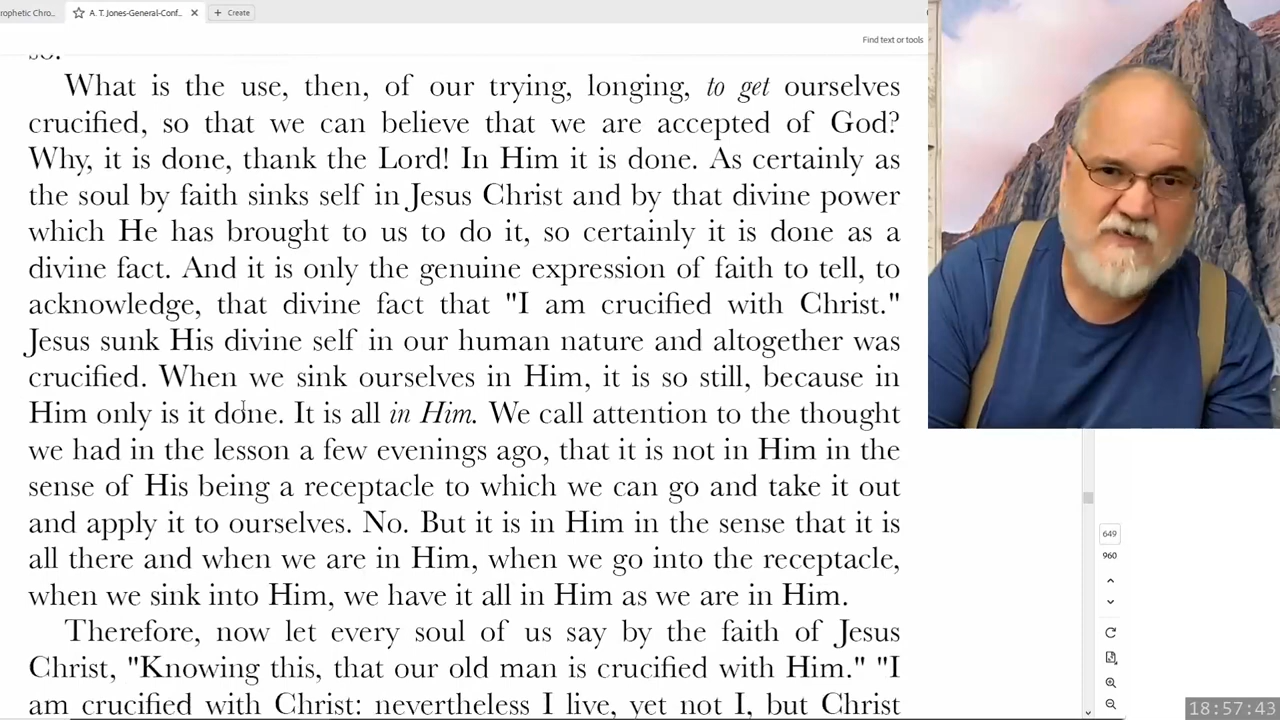 rophetic Chro...
A. T. Jones-General-Conf...
Create
Find text or tools
so.
What is the use, then, of our trying, longing, to get ourselves
crucified, so that we can believe that we are accepted of God?
Why, it is done, thank the Lord! In Him it is done. As certainly as
the soul by faith sinks self in Jesus Christ and by that divine power
which He has brought to us to do it, so certainly it is done as a
divine fact. And it is only the genuine expression of faith to tell, to
acknowledge, that divine fact that "I am crucified with Christ."
Jesus sunk His divine self in our human nature and altogether was
crucified. When we sink ourselves in Him, it is so still, because in
Him only is it done. It is all in Him. We call attention to the thought
we had in the lesson a few evenings ago, that it is not in Him in the
sense of His being a receptacle to which we can go and take it out
and apply it to ourselves. No. But it is in Him in the sense that it is
all there and when we are in Him, when we go into the receptacle,
when we sink into Him, we have it all in Him as we are in Him.
Therefore, now let every soul of us say by the faith of Jesus
Christ, "Knowing this, that our old man is crucified with Him." "I
am crucified with Christ: nevertheless I live, yet not I, but Christ
649
960
18:57:43